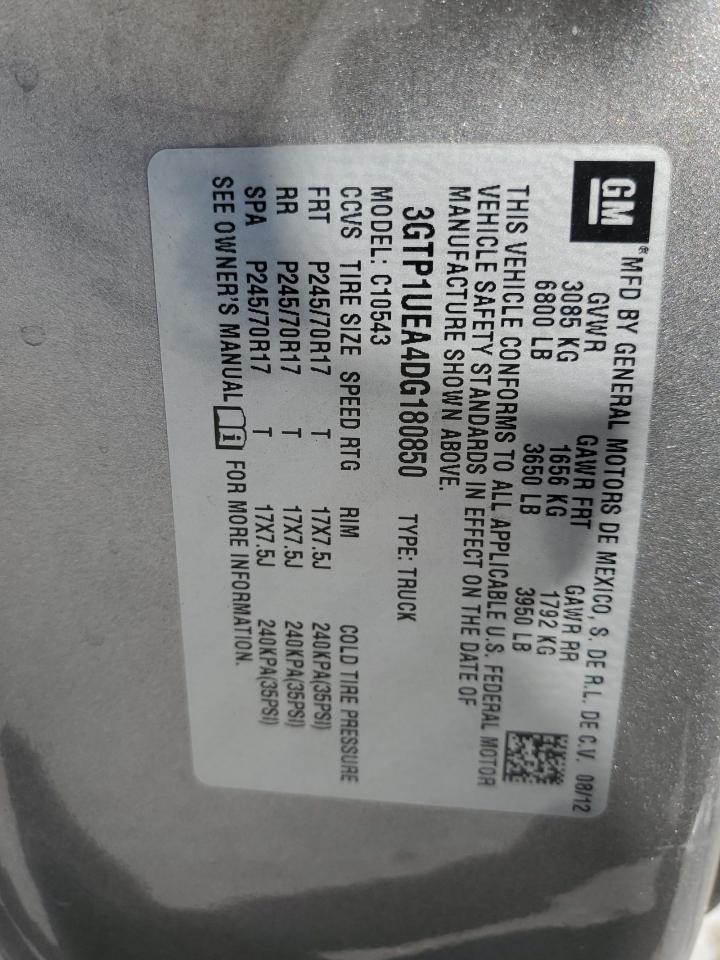 GM
® MFD BY GENERAL MOTORS DE MEXICO, S. DE R.L. DE C.V. 08/12
GVWR GAWR FRT GAWR RR
3085 KG 1656 KG 1792 KG
6800 LB 3650 LB 3950 LB
THIS VEHICLE CONFORMS TO ALL APPLICABLE U.S. FEDERAL MOTOR
VEHICLE SAFETY STANDARDS IN EFFECT ON THE DATE OF
MANUFACTURE SHOWN ABOVE.
3GTP1UEA4DG180850 TYPE: TRUCK
MODEL: C10543
CCVS TIRE SIZE SPEED RTG RIM COLD TIRE PRESSURE
FRT P245/70R17 T 17X7.5J 240KPA(35PSI)
RR P245/70R17 T 17X7.5J 240KPA(35PSI)
SPA P245/70R17 T 17X7.5J 240KPA(35PSI)
SEE OWNER'S MANUAL FOR MORE INFORMATION.